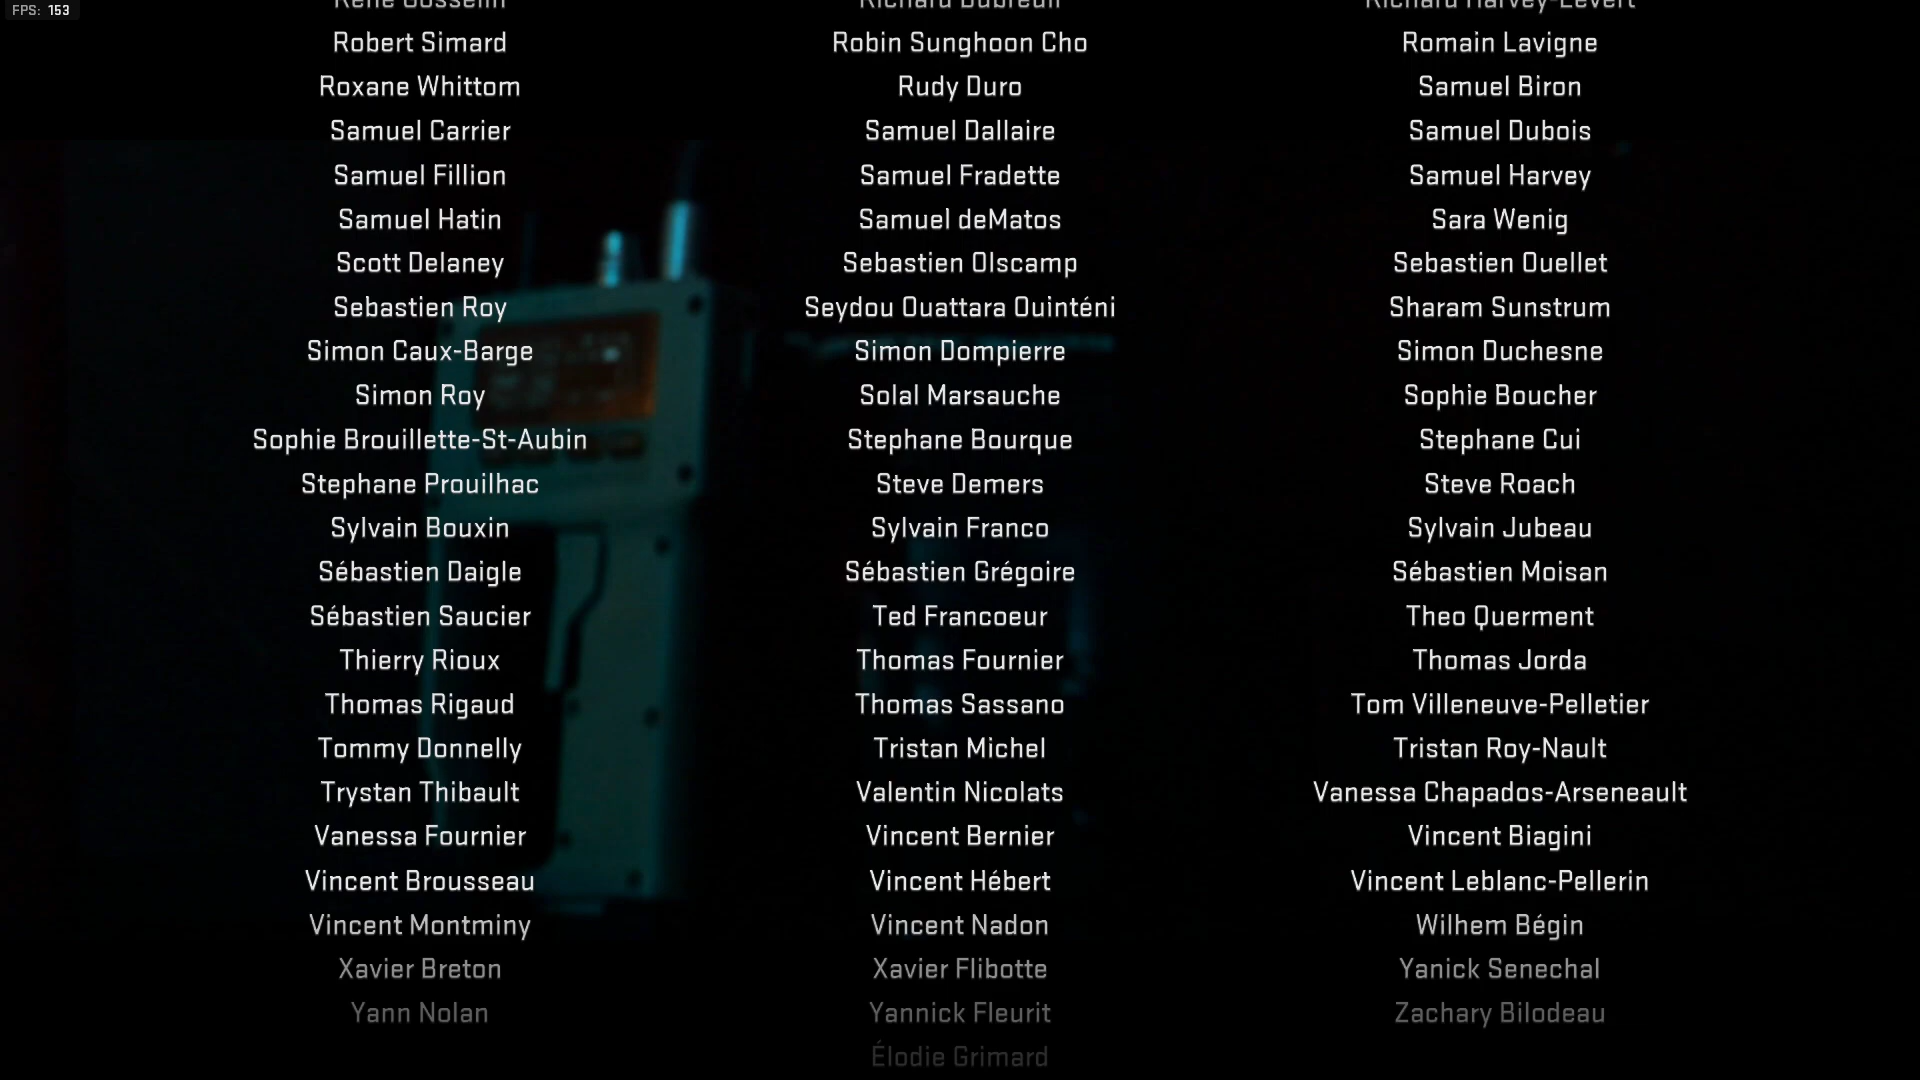 FPS: 153
Robert Simard Robin Sunghoon Cho Romain Lavigne
Roxane Whittom Rudy Duro Samuel Biron
Samuel Carrier Samuel Dallaire Samuel Dubois
Samuel Fillion Samuel Fradette Samuel Harvey
Samuel Hatin Samuel deMatos Sara Wenig
Scott Delaney Sebastien Olscamp Sebastien Ouellet
Sebastien Roy Seydou Ouattara Ouinténi Sharam Sunstrum
Simon Caux-Barge Simon Dompierre Simon Duchesne
Simon Roy Solal Marsauche Sophie Boucher
Sophie Brouillette-St-Aubin Stephane Bourque Stephane Cui
Stephane Prouilhac Steve Demers Steve Roach
Sylvain Bouxin Sylvain Franco Sylvain Jubeau
Sébastien Daigle Sébastien Grégoire Sébastien Moisan
Sébastien Saucier Ted Francoeur Theo Querment
Thierry Rioux Thomas Fournier Thomas Jorda
Thomas Rigaud Thomas Sassano Tom Villeneuve-Pelletier
Tommy Donnelly Tristan Michel Tristan Roy-Nault
Trystan Thibault Valentin Nicolats Vanessa Chapados-Arseneault
Vanessa Fournier Vincent Bernier Vincent Biagini
Vincent Brousseau Vincent Hébert Vincent Leblanc-Pellerin
Vincent Montminy Vincent Nadon Wilhem Bégin
Xavier Breton Xavier Flibotte Yanick Senechal
Yann Nolan Yannick Fleurit Zachary Bilodeau
Élodie Grimard